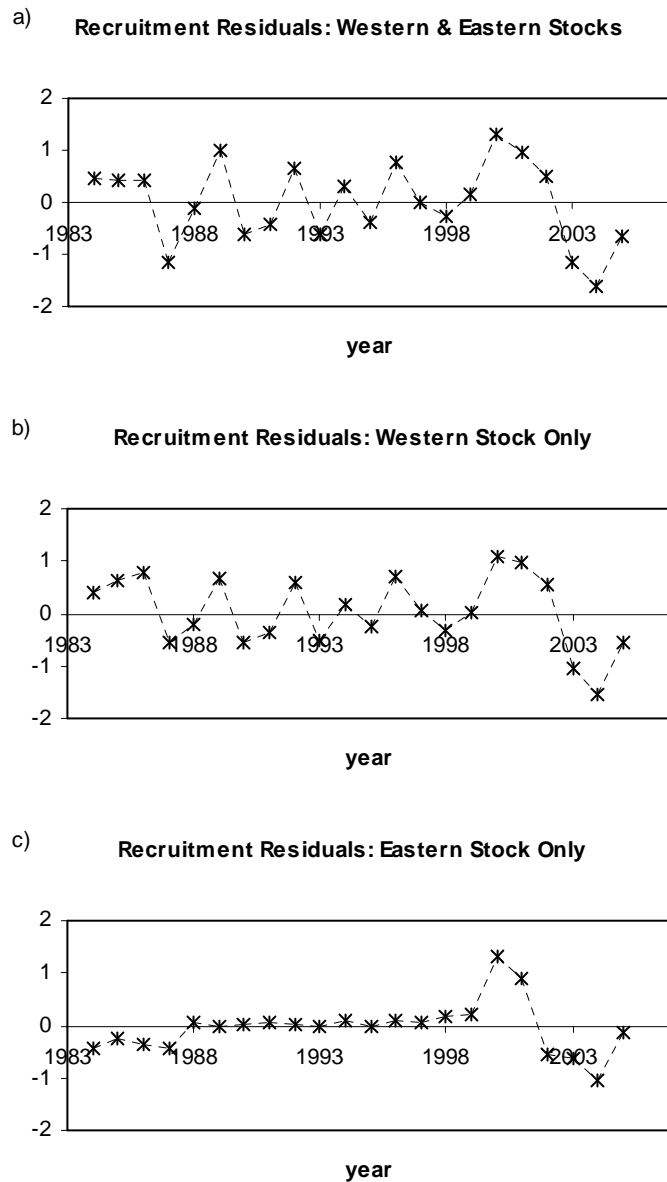 a)
Recruitment Residuals: Western & Eastern Stocks
2
1
0
-1
-2
1983 1988 1993 1998 2003
year
b)
Recruitment Residuals: Western Stock Only
2
1
0
-1
-2
1983 1988 1993 1998 2003
year
c)
Recruitment Residuals: Eastern Stock Only
2
1
0
-1
-2
1983 1988 1993 1998 2003
year